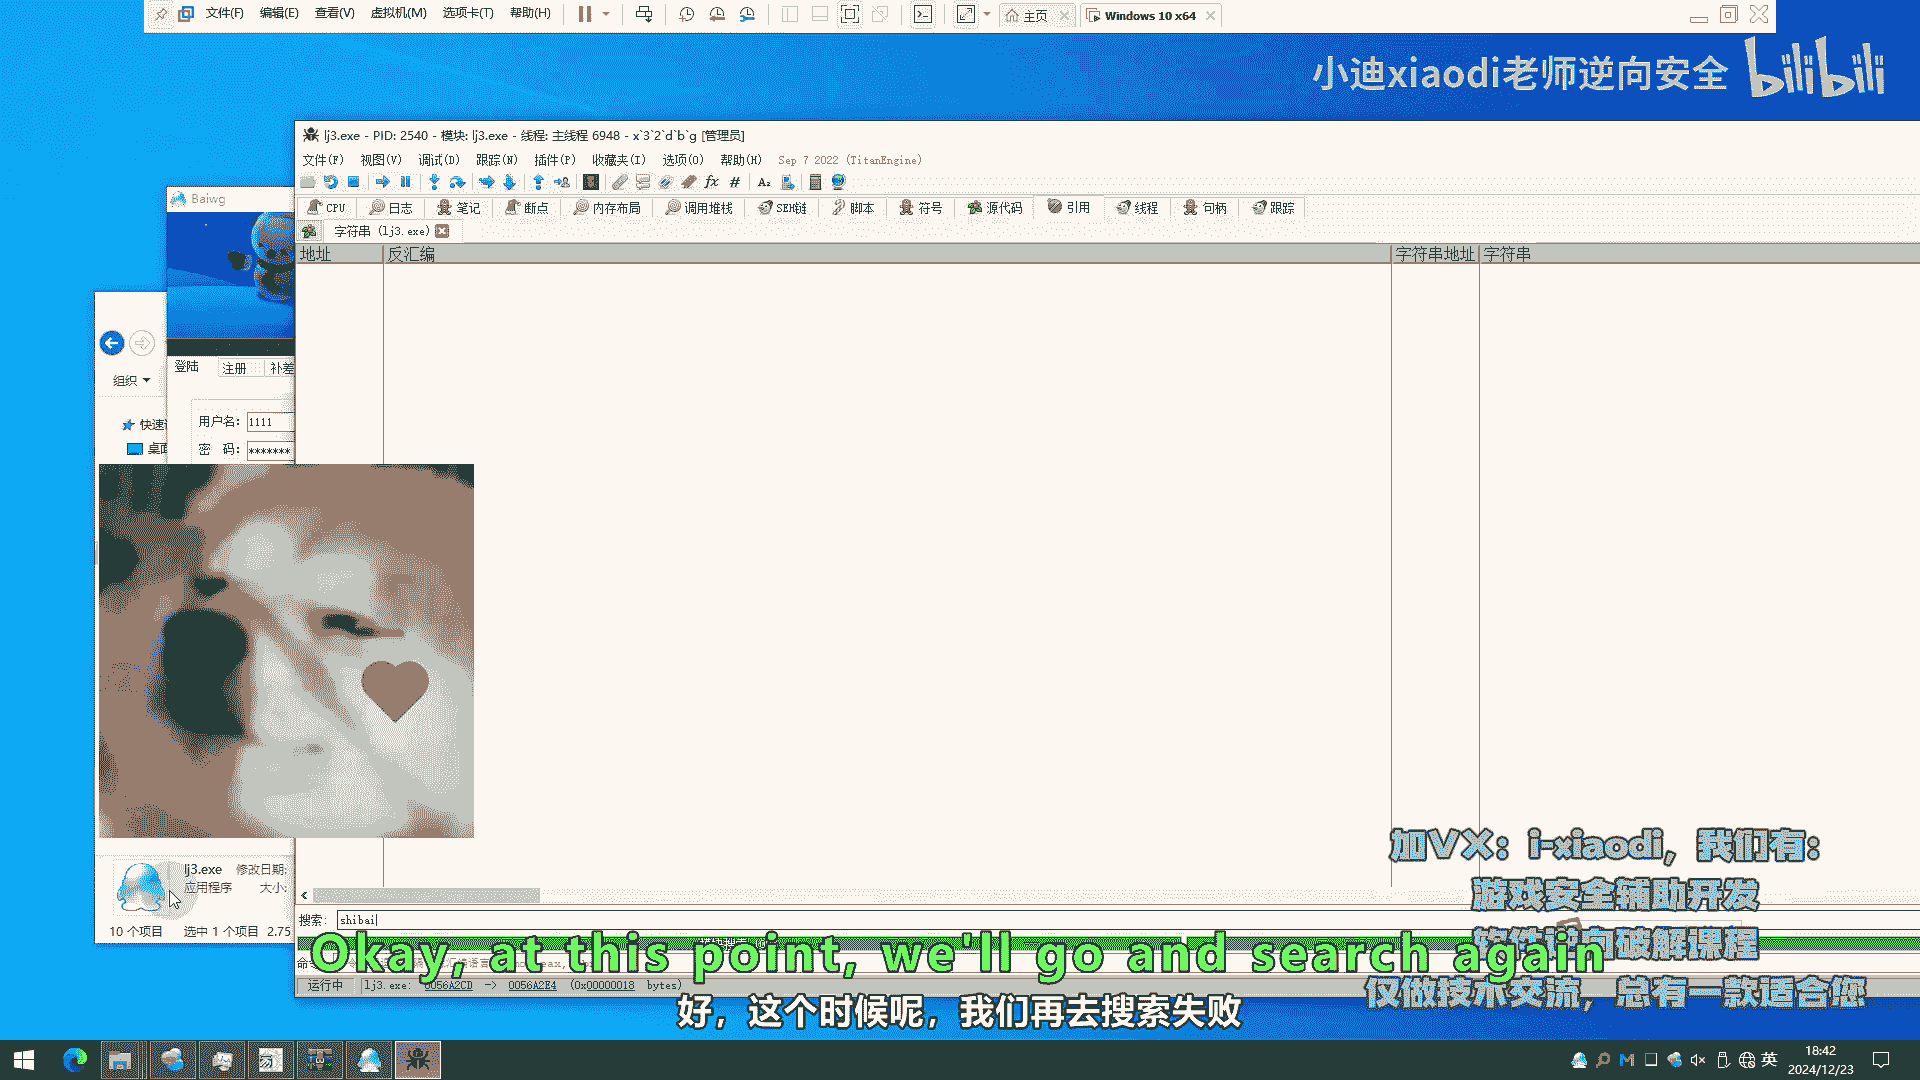 文件(F) 编辑(E) 查看(V) 虚拟机(M) 选项卡(T) 帮助(H) 主页 Windows 10 x64
小迪xiaodi老师逆向安全 bilibili
lj3.exe - PID: 2540 - 模块: lj3.exe - 线程: 主线程 6948 - x`3`2`d`b`g [管理员]
文件(F) 视图(V) 调试(D) 跟踪(N) 插件(P) 收藏夹(I) 选项(O) 帮助(H) Sep 7 2022 (TitanEngine)
CPU 日志 笔记 断点 内存布局 调用堆栈 SEH链 脚本 符号 源代码 引用 线程 句柄 跟踪
字符串 (lj3.exe)
地址 反汇编 字符串地址 字符串
Baiwg
登陆 注册 补差
组织
用户名: 1111
快速
密 码: *******
桌面
加VX: i-xiaodi, 我们有:
lj3.exe 修改日期:
应用程序 大小:
游戏安全辅助开发
搜索: shibai
10 个项目 选中 1 个项目 2.75
破解课程
Okay, at this point, we'll go and search again
运行中 lj3.exe: 0056A2CD -> 0056A2E4 (0x00000018 bytes)
仅做技术交流, 总有一款适合您
好，这个时候呢，我们再去搜索失败
英 18:42
2024/12/23